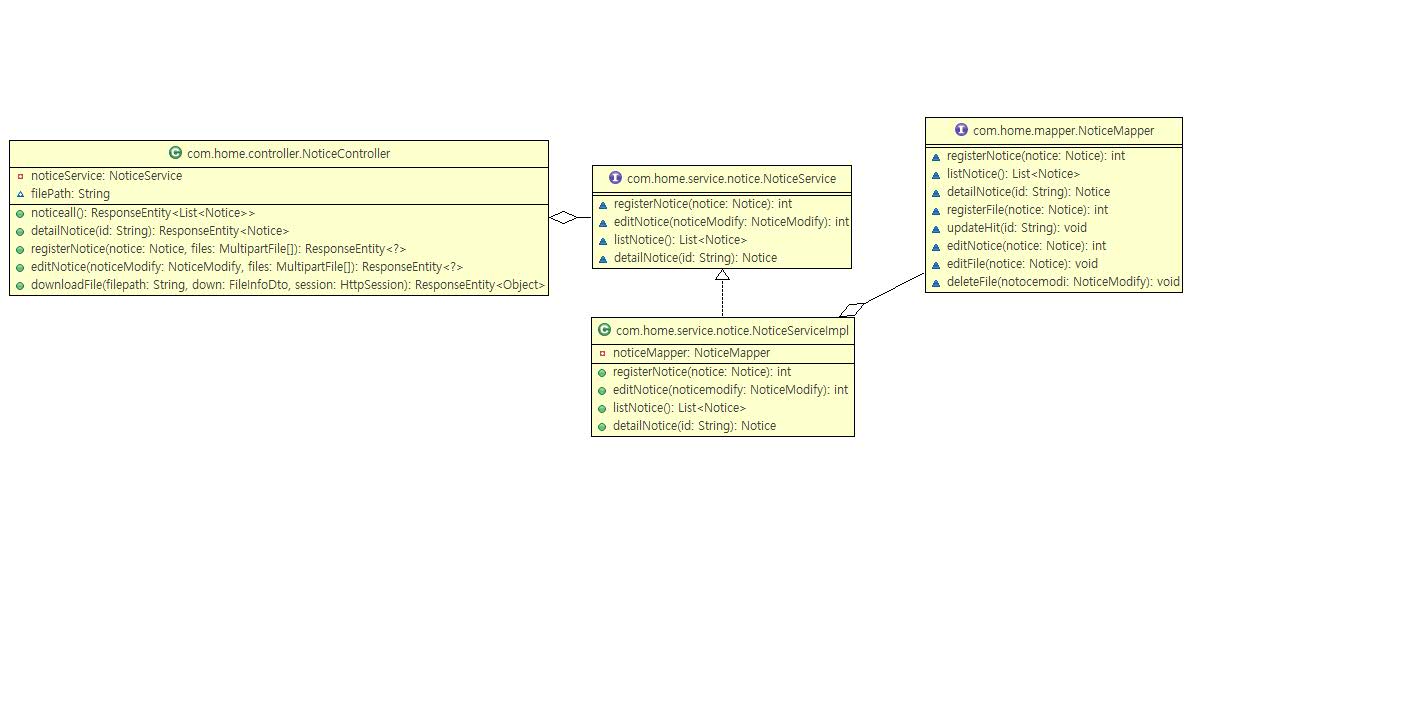 com.home.controller.NoticeController
noticeService: NoticeService
filePath: String
noticeall(): ResponseEntity<List<Notice>>
detailNotice(id: String): ResponseEntity<Notice>
registerNotice(notice: Notice, files: MultipartFile[]): ResponseEntity<?>
editNotice(noticeModify: NoticeModify, files: MultipartFile[]): ResponseEntity<?>
downloadFile(filepath: String, down: FileInfoDto, session: HttpSession): ResponseEntity<Object>
com.home.service.notice.NoticeService
registerNotice(notice: Notice): int
editNotice(noticeModify: NoticeModify): int
listNotice(): List<Notice>
detailNotice(id: String): Notice
com.home.service.notice.NoticeServiceImpl
noticeMapper: NoticeMapper
registerNotice(notice: Notice): int
editNotice(noticemodify: NoticeModify): int
listNotice(): List<Notice>
detailNotice(id: String): Notice
com.home.mapper.NoticeMapper
registerNotice(notice: Notice): int
listNotice(): List<Notice>
detailNotice(id: String): Notice
registerFile(notice: Notice): int
updateHit(id: String): void
editNotice(notice: Notice): int
editFile(notice: Notice): void
deleteFile(notocemodi: NoticeModify): void